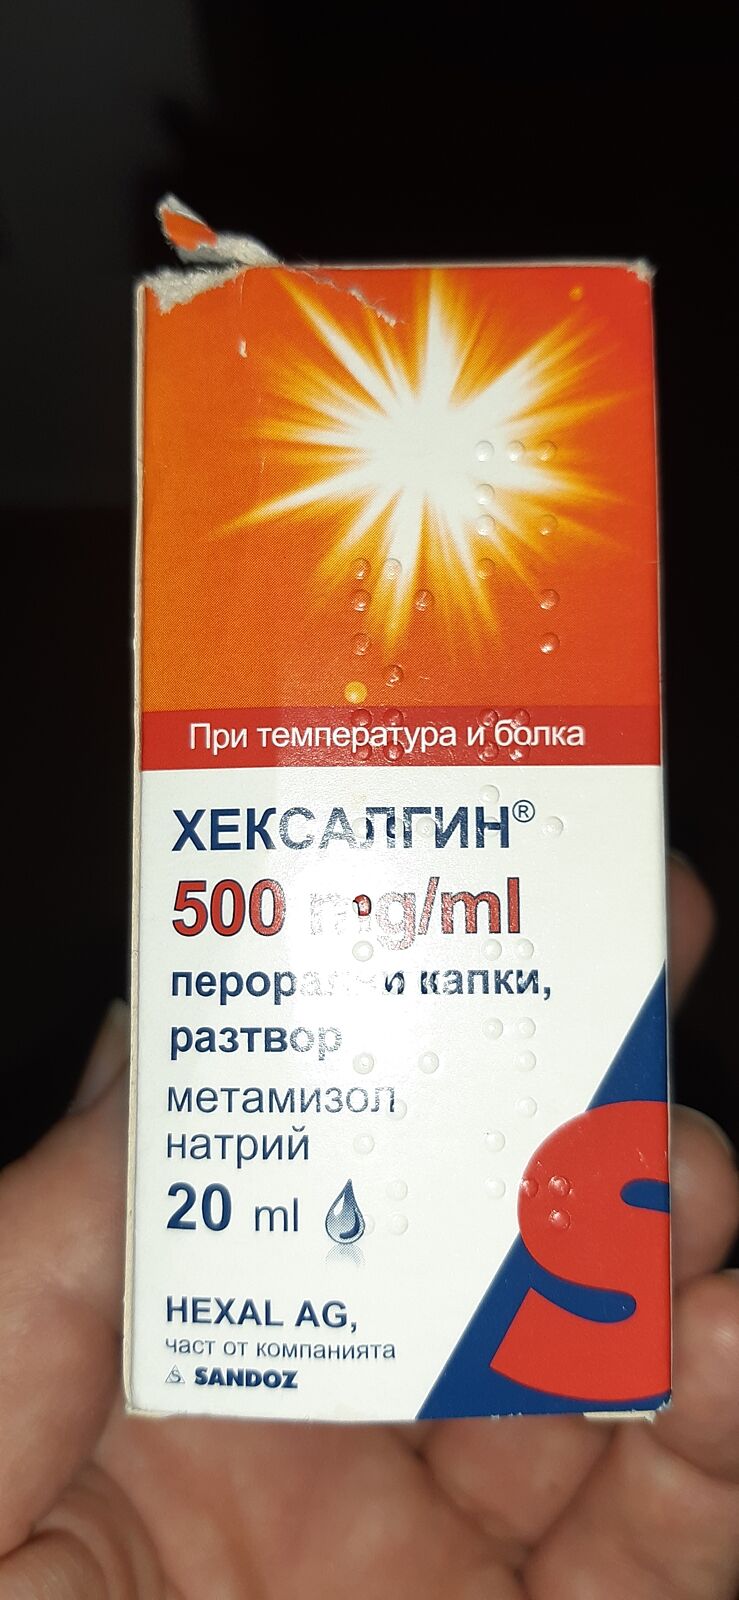 При температура и болка
ХЕКСАЛГИН®
500 mg/ml
перорални капки,
разтвор
метамизол
натрий
20 ml
HEXAL AG,
част от компанията
S SANDOZ
S